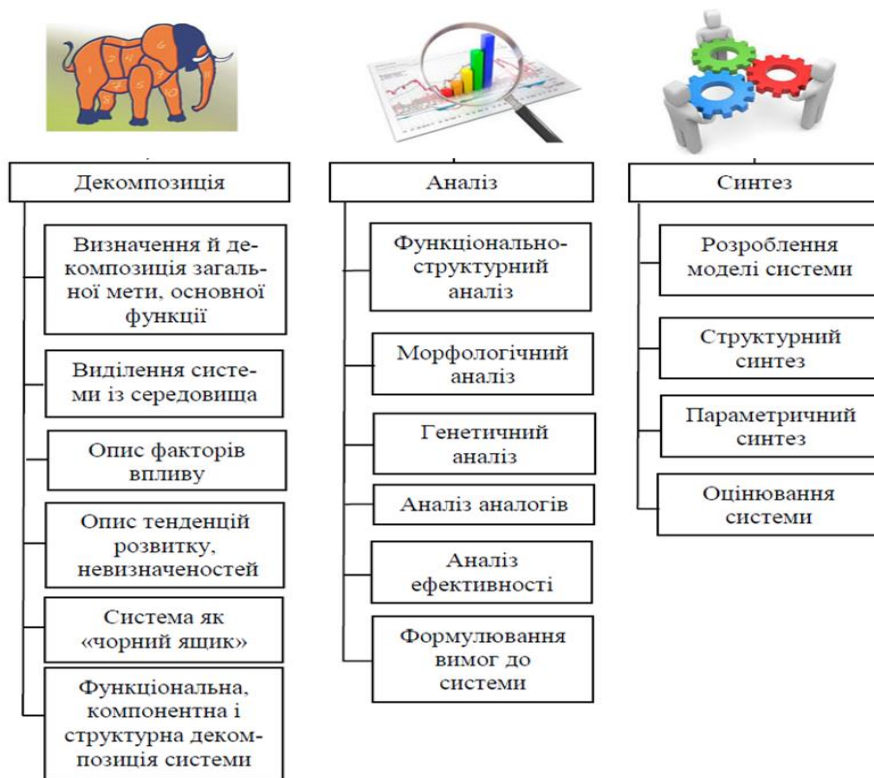 Декомпозиція
Визначення й де-
композиція загаль-
ної мети, основної
функції
Виділення систе-
ми із середовища
Опис факторів
впливу
Опис тенденцій
розвитку,
невизначеностей
Система як
«чорний ящик»
Функціональна,
компонентна і
структурна деком-
позиція системи
Аналіз
Функціонально-
структурний
аналіз
Морфологічний
аналіз
Генетичний
аналіз
Аналіз аналогів
Аналіз
ефективності
Формулювання
вимог до
системи
Синтез
Розроблення
моделі системи
Структурний
синтез
Параметричний
синтез
Оцінювання
системи